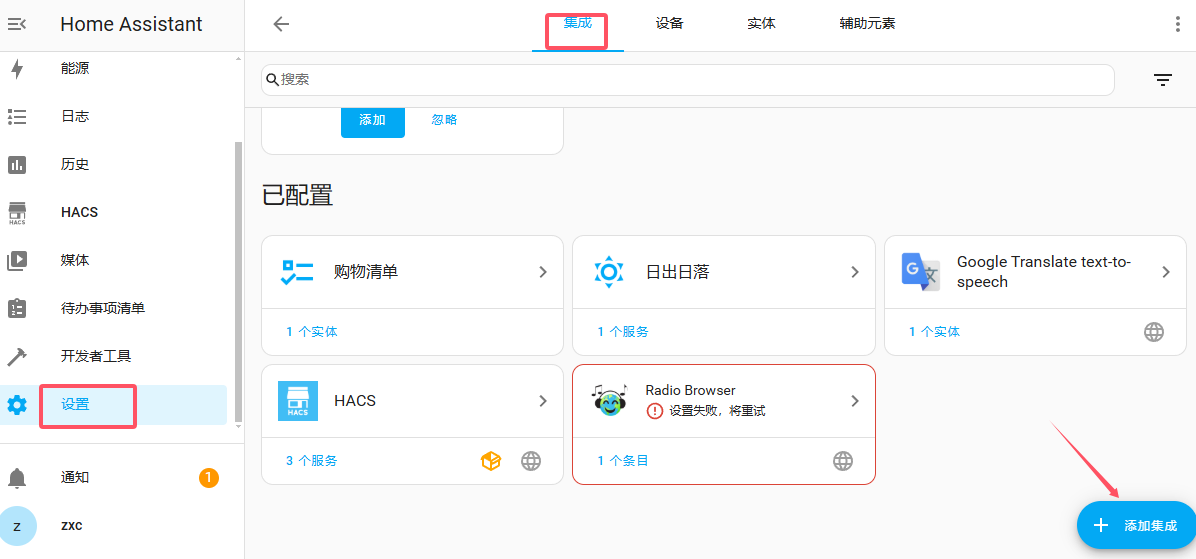 Home Assistant
能源
日志
历史
HACS
HACS
媒体
待办事项清单
开发者工具
设置
通知
1
z
zxc
集成
设备
实体
辅助元素
搜索
添加
忽略
已配置
购物清单
1 个实体
日出日落
1 个服务
G
文
Google Translate text-to-
speech
1 个实体
HACS
HACS
3 个服务
Radio Browser
设置失败，将重试
1 个条目
添加集成